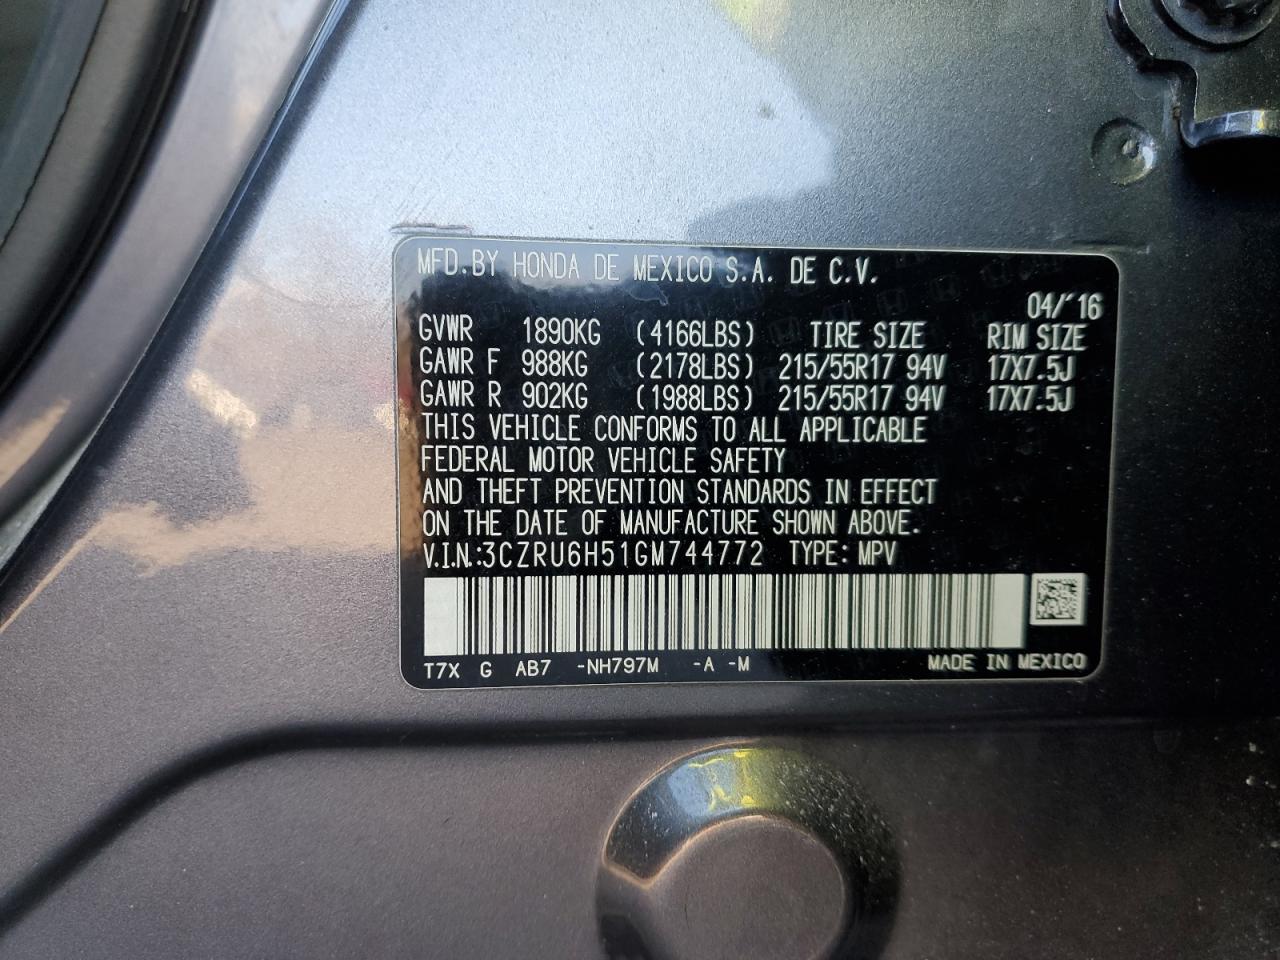 MFD.BY HONDA DE MEXICO S.A. DE C.V.
04/'16
GVWR 1890KG (4166LBS) TIRE SIZE RIM SIZE
GAWR F 988KG (2178LBS) 215/55R17 94V 17X7.5J
GAWR R 902KG (1988LBS) 215/55R17 94V 17X7.5J
THIS VEHICLE CONFORMS TO ALL APPLICABLE
FEDERAL MOTOR VEHICLE SAFETY
AND THEFT PREVENTION STANDARDS IN EFFECT
ON THE DATE OF MANUFACTURE SHOWN ABOVE.
V.I.N.:3CZRU6H51GM744772 TYPE: MPV
T7X G AB7 -NH797M -A -M MADE IN MEXICO